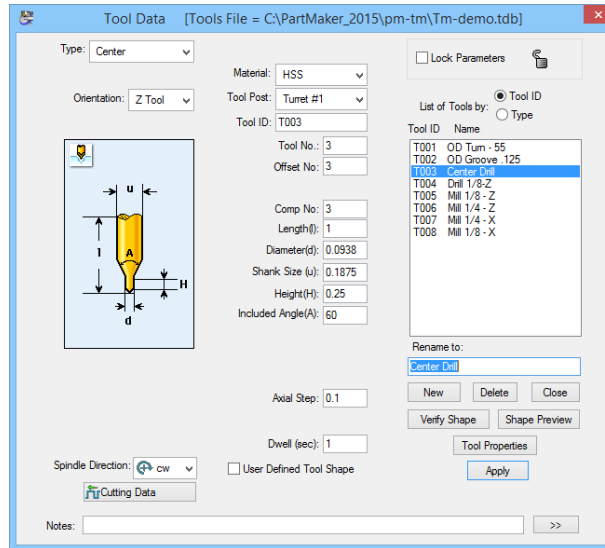 Tool Data [Tools File = C:\PartMaker_2015\pm-tm\Tm-demo.tdb]
Type: Center
Orientation: Z Tool
u
l
A
H
d
Spindle Direction: cw
Cutting Data
Material: HSS
Tool Post: Turret #1
Tool ID: T003
Tool No.: 3
Offset No: 3
Comp No: 3
Length(l): 1
Diameter(d): 0.0938
Shank Size (u): 0.1875
Height(H): 0.25
Included Angle(A): 60
Axial Step: 0.1
Dwell (sec): 1
User Defined Tool Shape
Lock Parameters
List of Tools by: Tool ID
Type
Tool ID Name
T001 OD Turn - 55
T002 OD Groove .125
T003 Center Drill
T004 Drill 1/8-Z
T005 Mill 1/8 - Z
T006 Mill 1/4 - Z
T007 Mill 1/4 - X
T008 Mill 1/8 - X
Rename to:
Center Drill
New Delete Close
Verify Shape Shape Preview
Tool Properties
Apply
Notes: >>